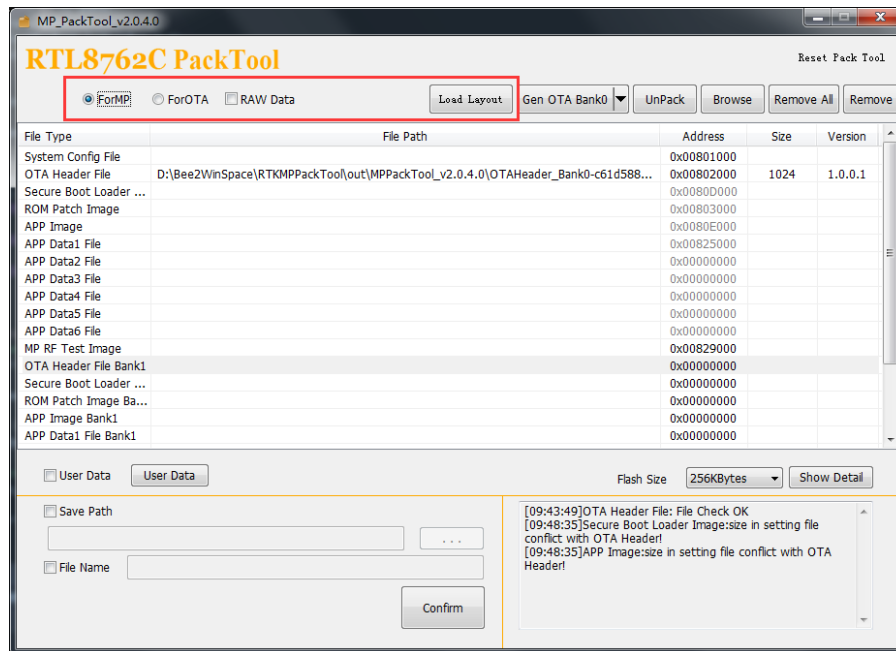 MP_PackTool_v2.0.4.0
RTL8762C PackTool
Reset Pack Tool
ForMP ForOTA RAW Data Load Layout Gen OTA Bank0 UnPack Browse Remove All Remove
File Type File Path Address Size Version
System Config File 0x00801000
OTA Header File D:\Bee2WinSpace\RTKMPPackTool\out\MPPackTool_v2.0.4.0\OTAHeader_Bank0-c61d588... 0x00802000 1024 1.0.0.1
Secure Boot Loader ... 0x0080D000
ROM Patch Image 0x00803000
APP Image 0x0080E000
APP Data1 File 0x00825000
APP Data2 File 0x00000000
APP Data3 File 0x00000000
APP Data4 File 0x00000000
APP Data5 File 0x00000000
APP Data6 File 0x00000000
MP RF Test Image 0x00829000
OTA Header File Bank1 0x00000000
Secure Boot Loader ... 0x00000000
ROM Patch Image Ba... 0x00000000
APP Image Bank1 0x00000000
APP Data1 File Bank1 0x00000000
User Data User Data Flash Size 256KBytes Show Detail
Save Path
...
File Name
Confirm
[09:43:49]OTA Header File: File Check OK
[09:48:35]Secure Boot Loader Image:size in setting file
conflict with OTA Header!
[09:48:35]APP Image:size in setting file conflict with OTA
Header!